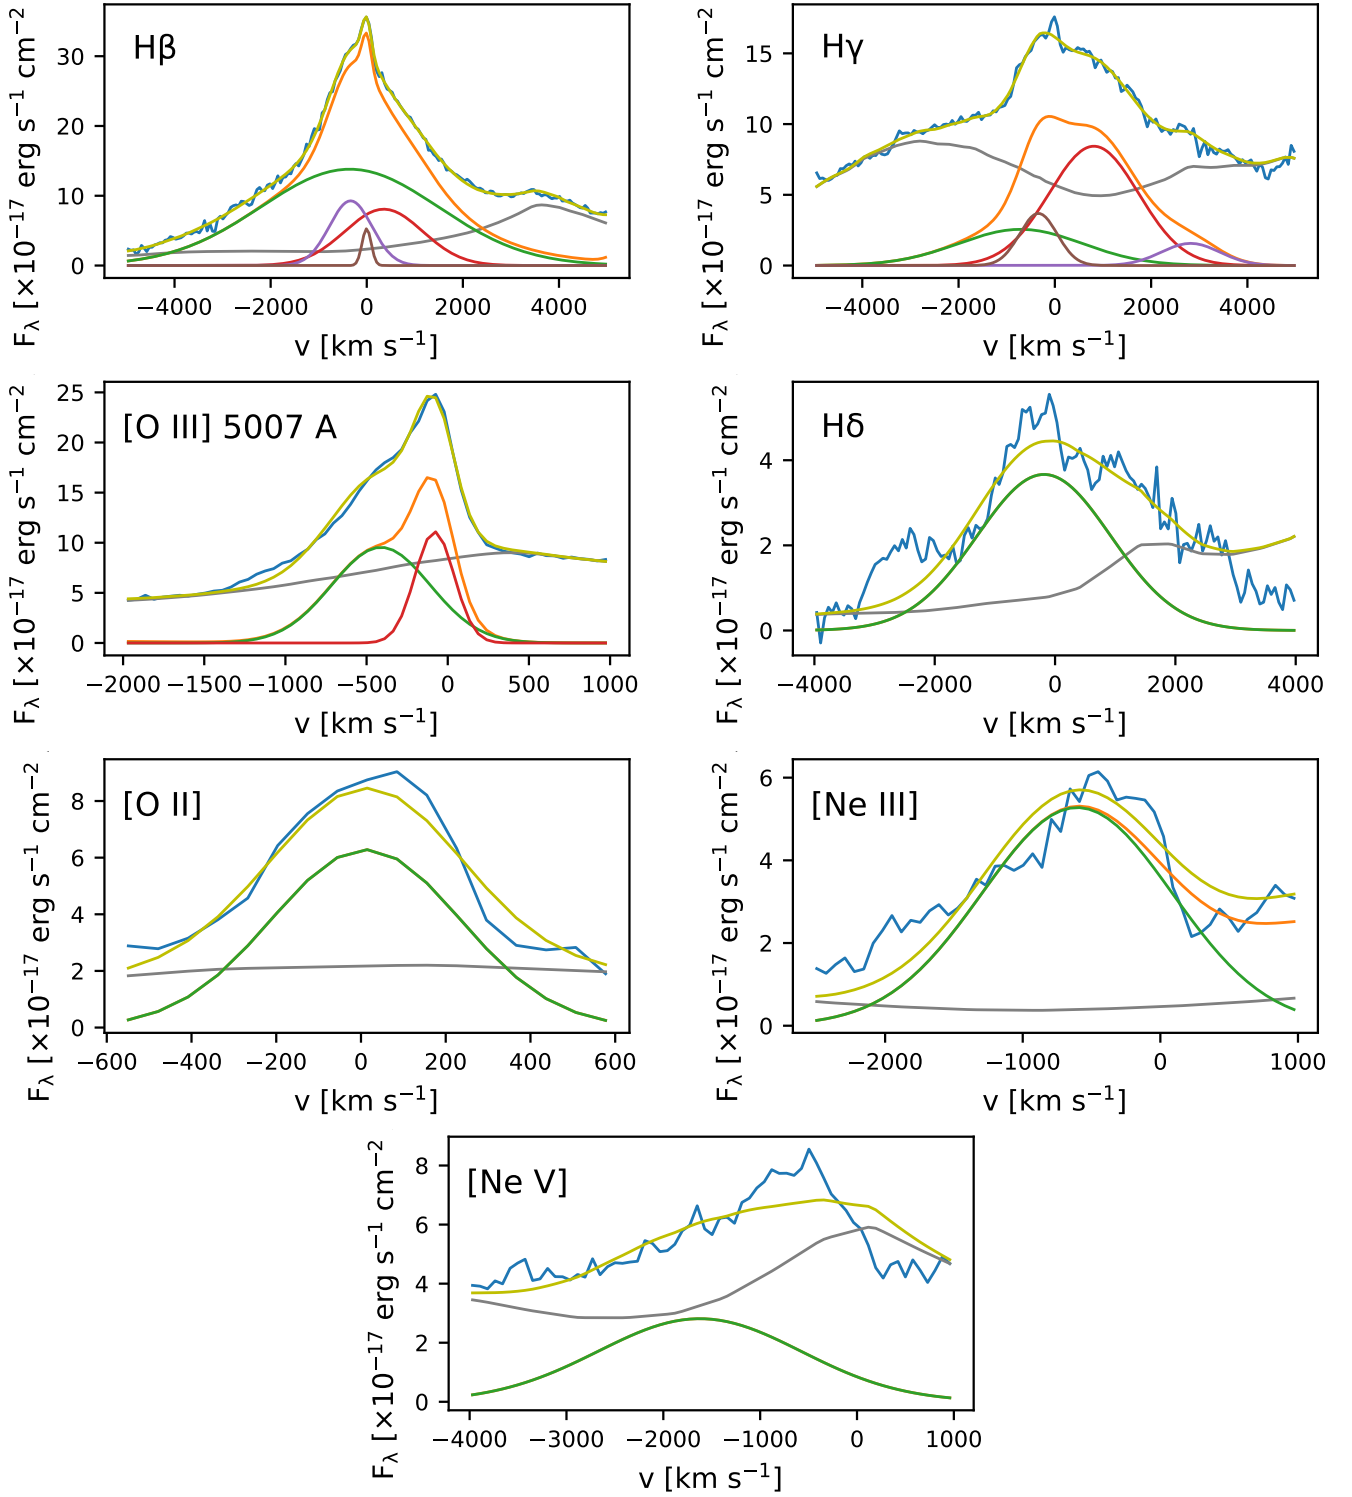 Hβ
F_λ [×10⁻¹⁷ erg s⁻¹ cm⁻²
30
20
10
0
−4000 −2000 0 2000 4000
v [km s⁻¹]
Hγ
F_λ [×10⁻¹⁷ erg s⁻¹ cm⁻²
15
10
5
0
−4000 −2000 0 2000 4000
v [km s⁻¹]
[O III] 5007 A
F_λ [×10⁻¹⁷ erg s⁻¹ cm⁻²
25
20
15
10
5
0
−2000 −1500 −1000 −500 0 500 1000
v [km s⁻¹]
Hδ
F_λ [×10⁻¹⁷ erg s⁻¹ cm⁻²
4
2
0
−4000 −2000 0 2000 4000
v [km s⁻¹]
[O II]
F_λ [×10⁻¹⁷ erg s⁻¹ cm⁻²
8
6
4
2
0
−600 −400 −200 0 200 400 600
v [km s⁻¹]
[Ne III]
F_λ [×10⁻¹⁷ erg s⁻¹ cm⁻²
6
4
2
0
−2000 −1000 0 1000
v [km s⁻¹]
[Ne V]
F_λ [×10⁻¹⁷ erg s⁻¹ cm⁻²
8
6
4
2
0
−4000 −3000 −2000 −1000 0 1000
v [km s⁻¹]